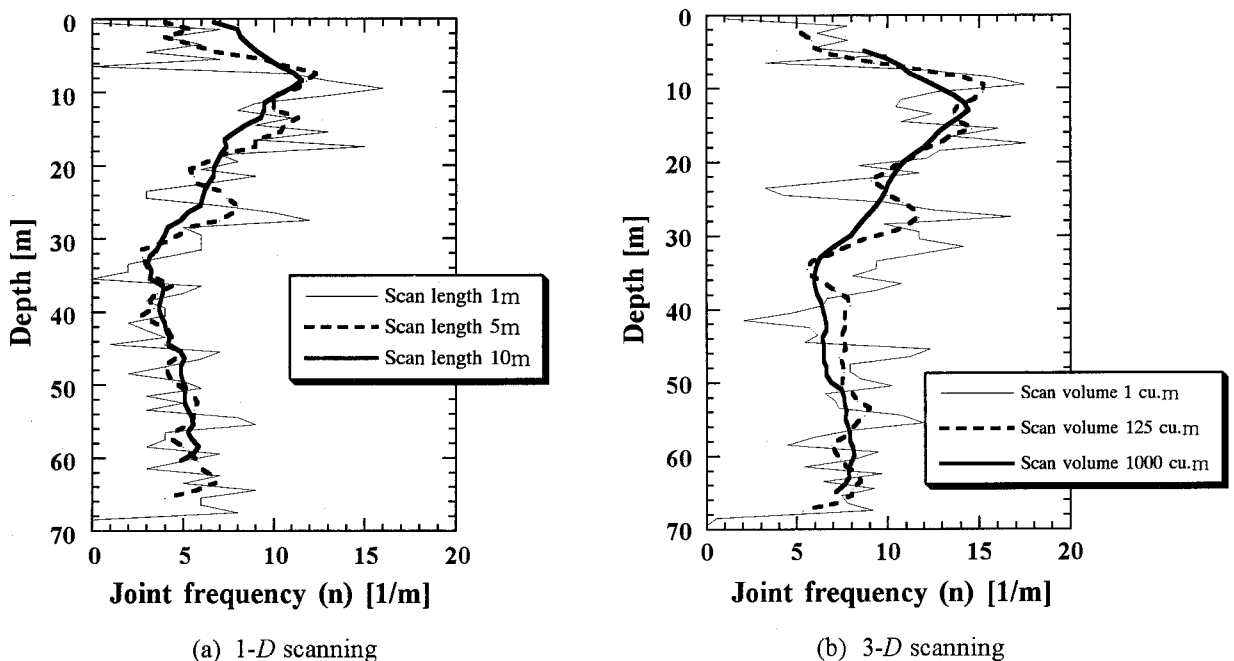 0
10
20
30
40
50
60
70
Depth [m]
0 5 10 15 20
Joint frequency (n) [1/m]
Scan length 1m
Scan length 5m
Scan length 10m
(a) 1-D scanning
0
10
20
30
40
50
60
70
Depth [m]
0 5 10 15 20
Joint frequency (n) [1/m]
Scan volume 1 cu.m
Scan volume 125 cu.m
Scan volume 1000 cu.m
(b) 3-D scanning